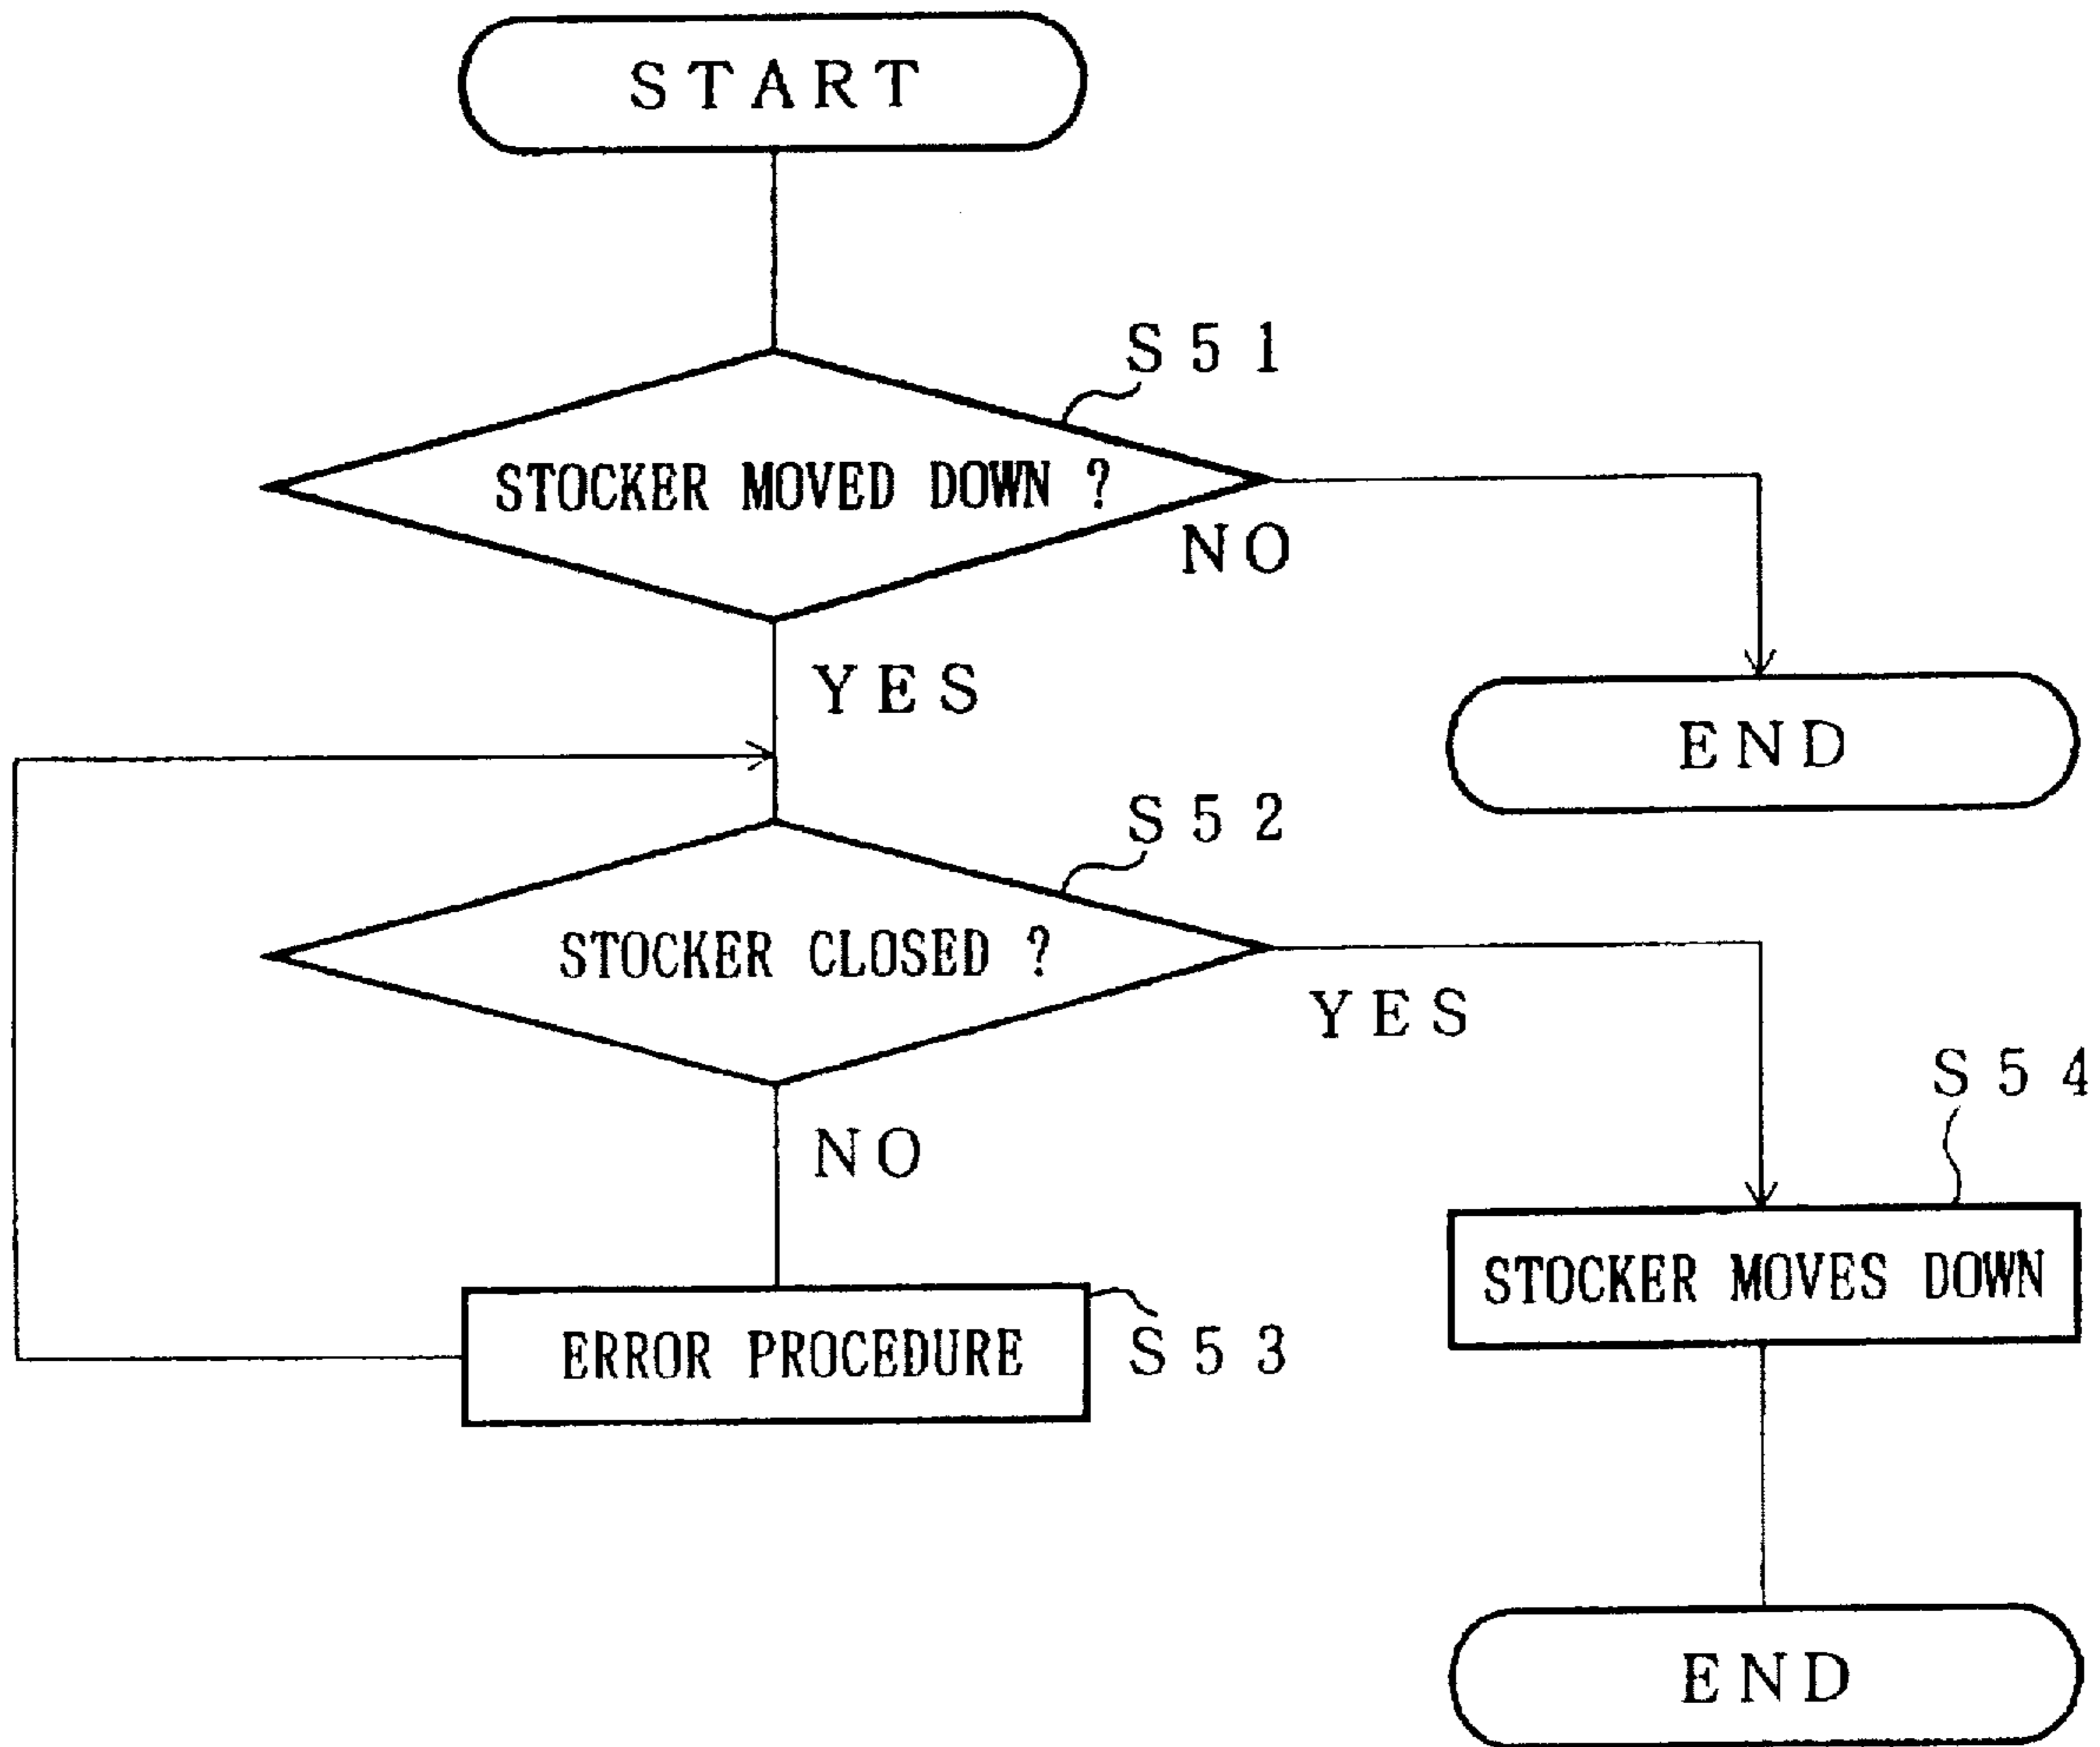 START
S51
STOCKER MOVED DOWN ?
NO
YES
END
S52
STOCKER CLOSED ?
YES
S54
NO
STOCKER MOVES DOWN
ERROR PROCEDURE
S53
END